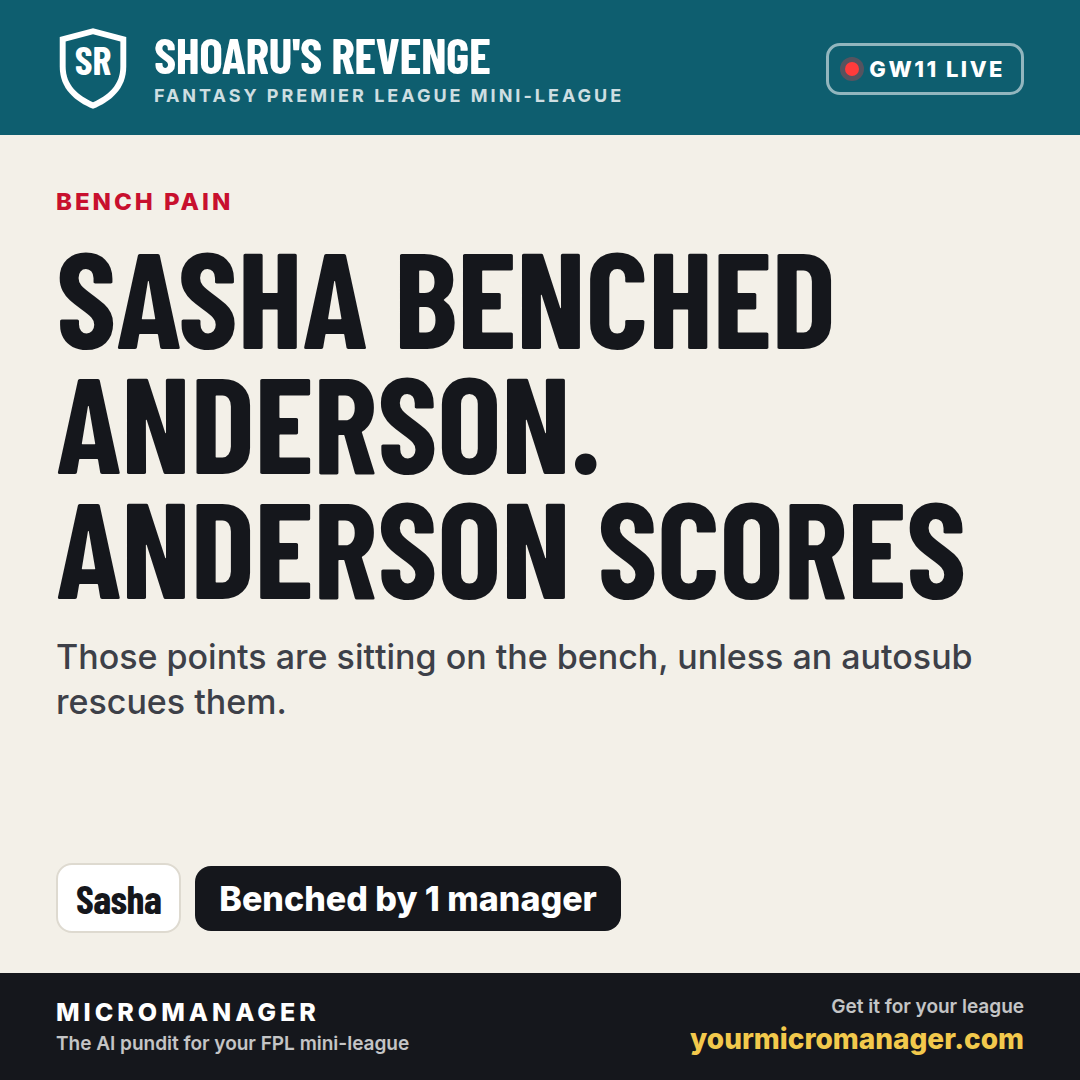 SR
SHOARU'S REVENGE
FANTASY PREMIER LEAGUE MINI-LEAGUE
GW11 LIVE
BENCH PAIN
SASHA BENCHED
ANDERSON.
ANDERSON SCORES
Those points are sitting on the bench, unless an autosub
rescues them.
Sasha
Benched by 1 manager
MICROMANAGER
The AI pundit for your FPL mini-league
Get it for your league
yourmicromanager.com